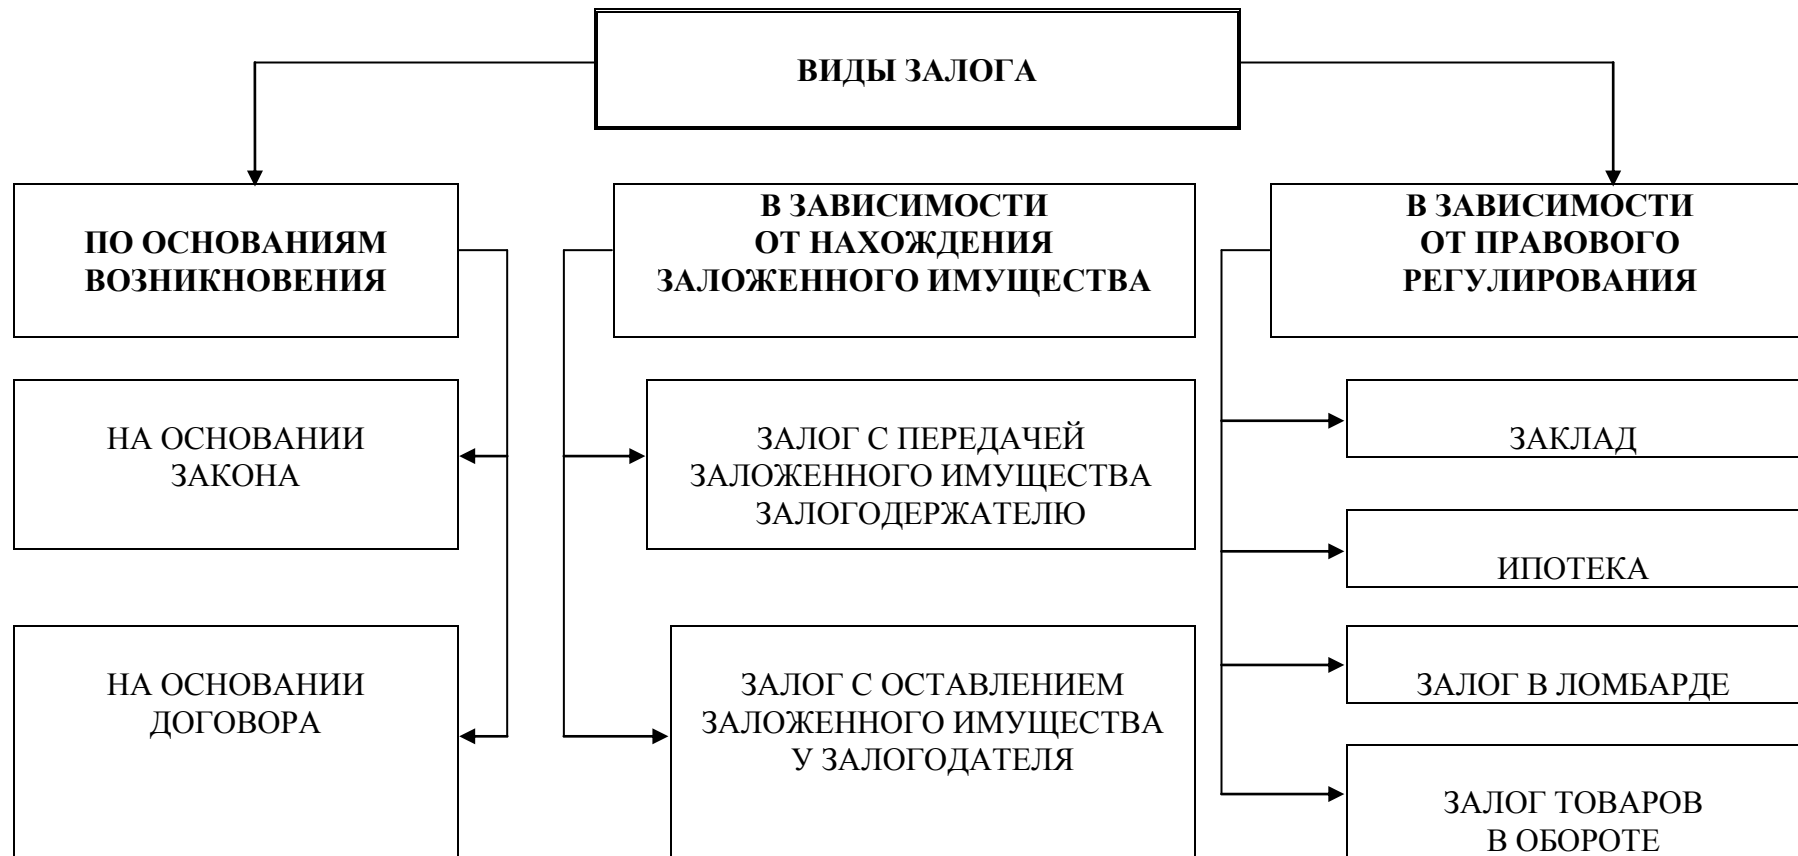 ВИДЫ ЗАЛОГА
ПО ОСНОВАНИЯМ
ВОЗНИКНОВЕНИЯ
В ЗАВИСИМОСТИ
ОТ НАХОЖДЕНИЯ
ЗАЛОЖЕННОГО ИМУЩЕСТВА
В ЗАВИСИМОСТИ
ОТ ПРАВОВОГО
РЕГУЛИРОВАНИЯ
НА ОСНОВАНИИ
ЗАКОНА
ЗАЛОГ С ПЕРЕДАЧЕЙ
ЗАЛОЖЕННОГО ИМУЩЕСТВА
ЗАЛОГОДЕРЖАТЕЛЮ
ЗАКЛАД
ИПОТЕКА
НА ОСНОВАНИИ
ДОГОВОРА
ЗАЛОГ С ОСТАВЛЕНИЕМ
ЗАЛОЖЕННОГО ИМУЩЕСТВА
У ЗАЛОГОДАТЕЛЯ
ЗАЛОГ В ЛОМБАРДЕ
ЗАЛОГ ТОВАРОВ
В ОБОРОТЕ